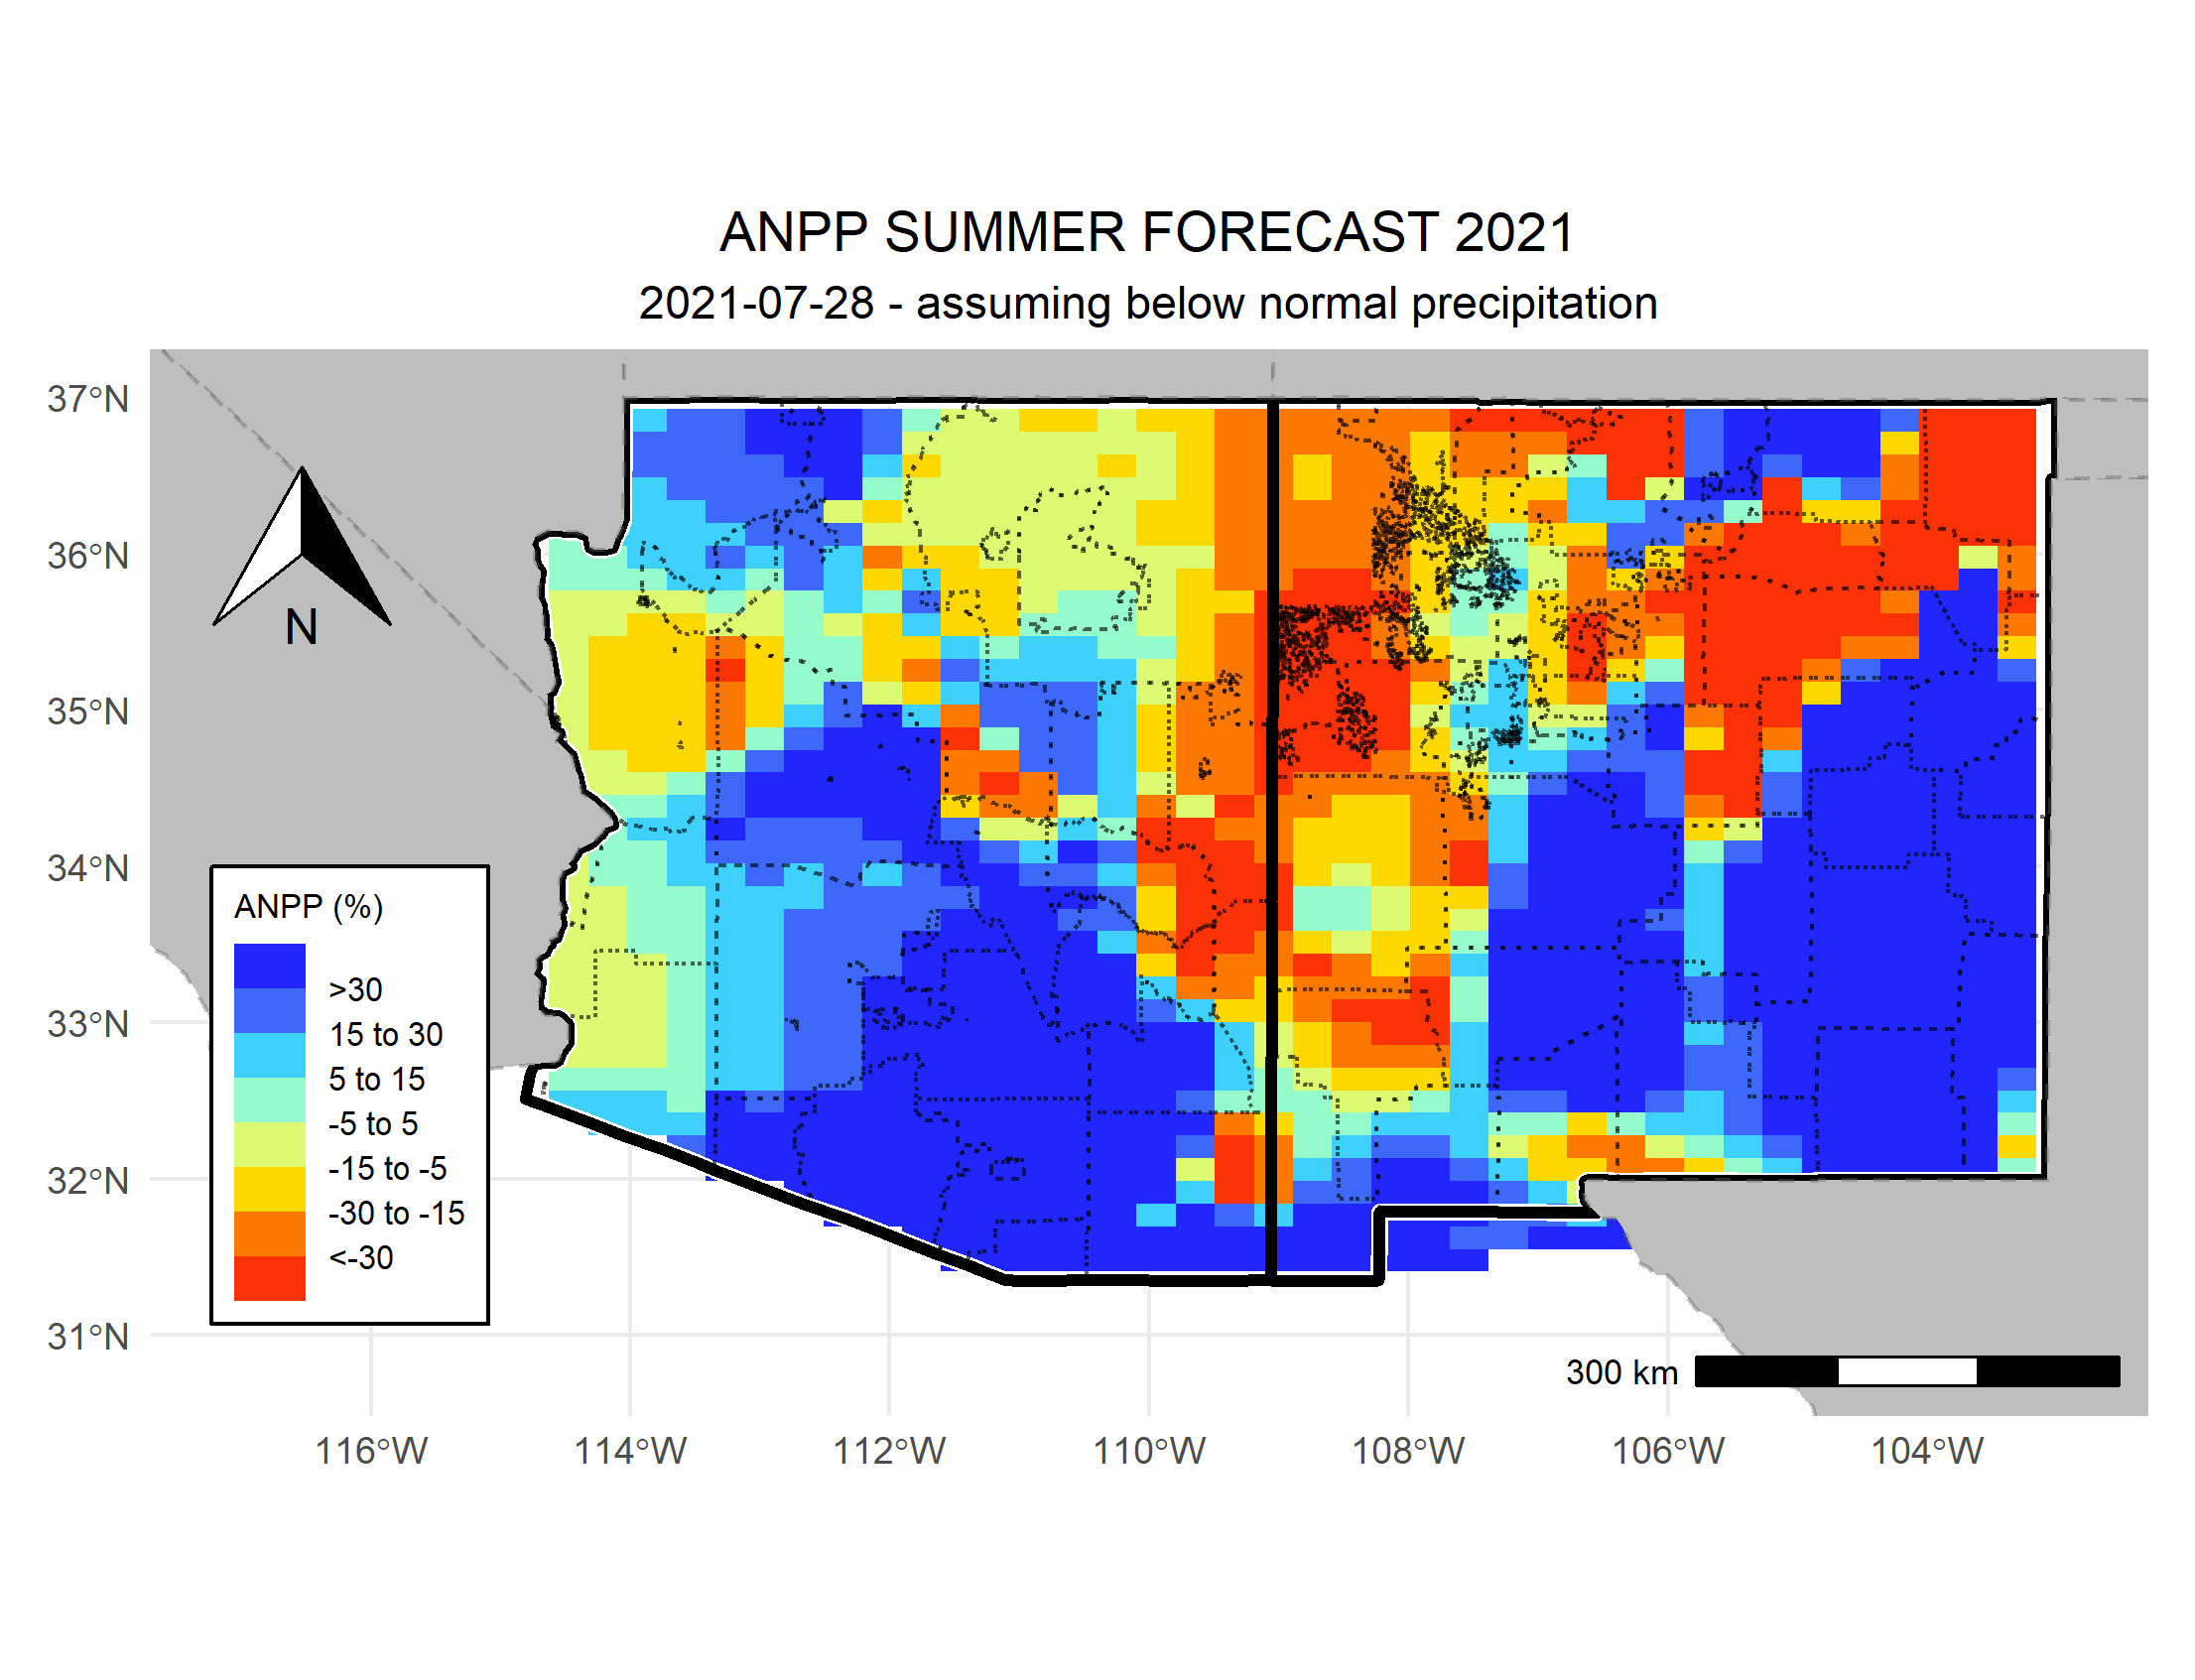 ANPP SUMMER FORECAST 2021
2021-07-28 - assuming below normal precipitation
37°N
36°N
35°N
34°N
33°N
32°N
31°N
N
ANPP (%)
>30
15 to 30
5 to 15
-5 to 5
-15 to -5
-30 to -15
<-30
300 km
116°W
114°W
112°W
110°W
108°W
106°W
104°W